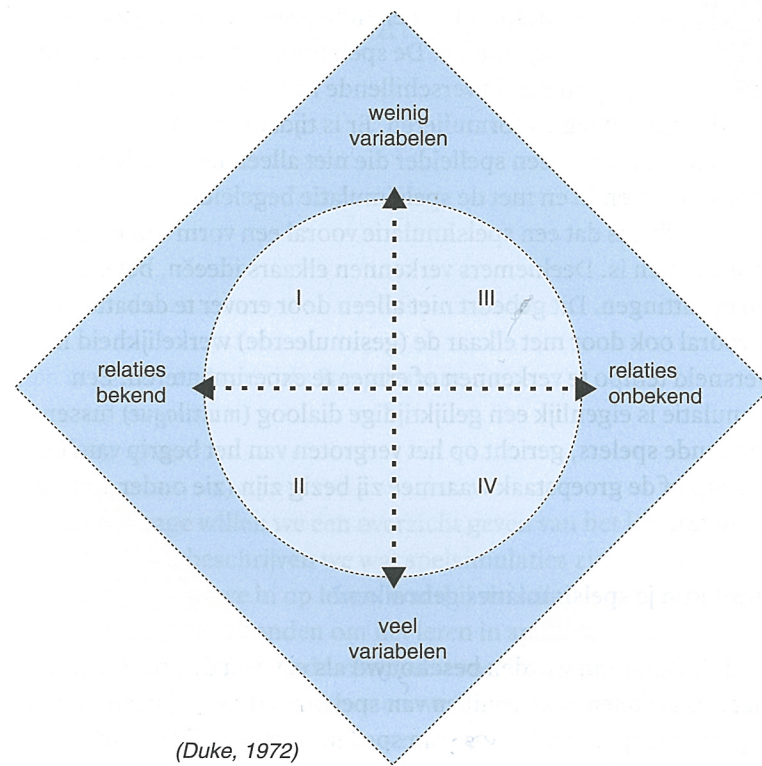 weinig
variabelen
I
III
relaties
bekend
relaties
onbekend
II
IV
veel
variabelen
(Duke, 1972)